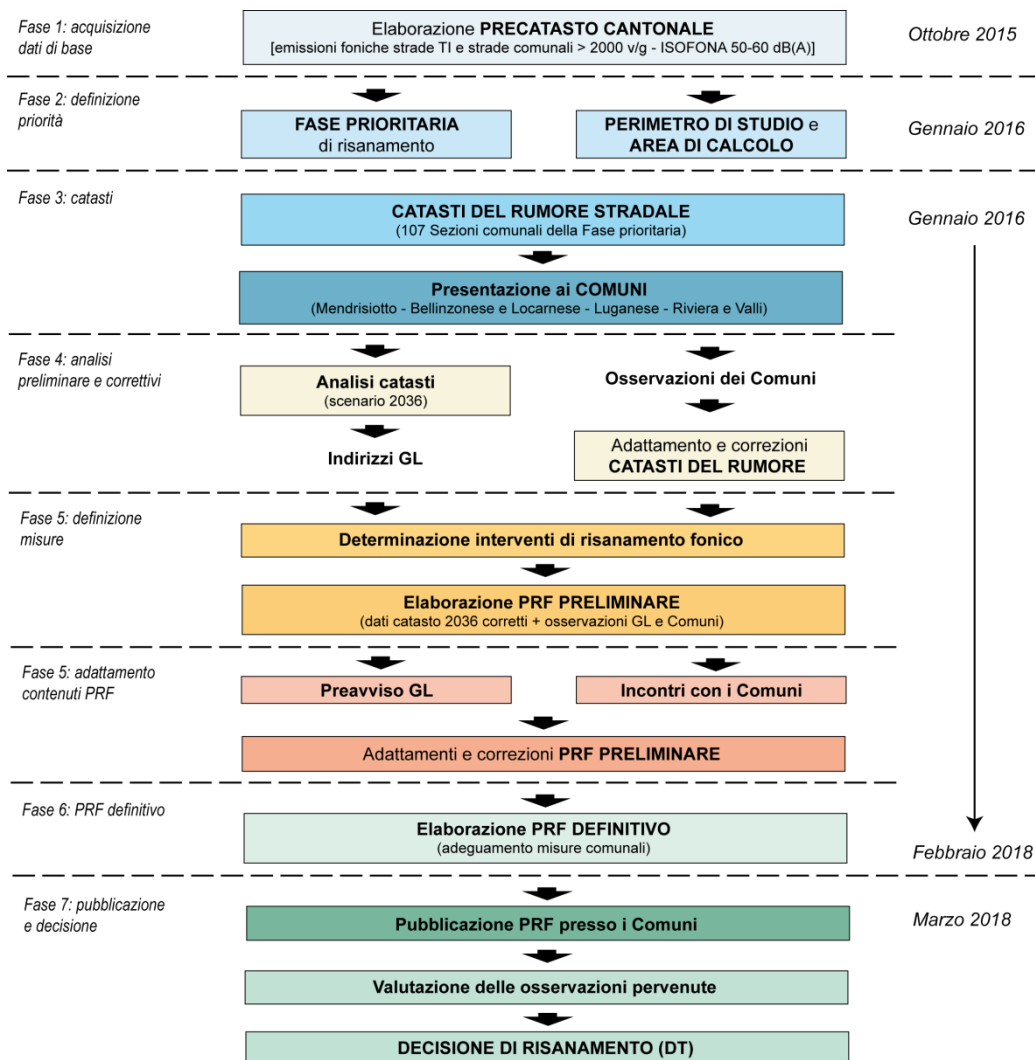 Fase 1: acquisizione
dati di base
Elaborazione PRECATASTO CANTONALE
[emissioni foniche strade TI e strade comunali > 2000 v/g - ISOFONA 50-60 dB(A)]
Ottobre 2015
Fase 2: definizione
priorità
FASE PRIORITARIA
di risanamento
PERIMETRO DI STUDIO e
AREA DI CALCOLO
Gennaio 2016
Fase 3: catasti
CATASTI DEL RUMORE STRADALE
(107 Sezioni comunali della Fase prioritaria)
Gennaio 2016
Presentazione ai COMUNI
(Mendrisiotto - Bellinzonese e Locarnese - Luganese - Riviera e Valli)
Fase 4: analisi
preliminare e correttivi
Analisi catasti
(scenario 2036)
Osservazioni dei Comuni
Indirizzi GL
Adattamento e correzioni
CATASTI DEL RUMORE
Fase 5: definizione
misure
Determinazione interventi di risanamento fonico
Elaborazione PRF PRELIMINARE
(dati catasto 2036 corretti + osservazioni GL e Comuni)
Fase 5: adattamento
contenuti PRF
Preavviso GL
Incontri con i Comuni
Adattamenti e correzioni PRF PRELIMINARE
Fase 6: PRF definitivo
Elaborazione PRF DEFINITIVO
(adeguamento misure comunali)
Febbraio 2018
Fase 7: pubblicazione
e decisione
Pubblicazione PRF presso i Comuni
Marzo 2018
Valutazione delle osservazioni pervenute
DECISIONE DI RISANAMENTO (DT)